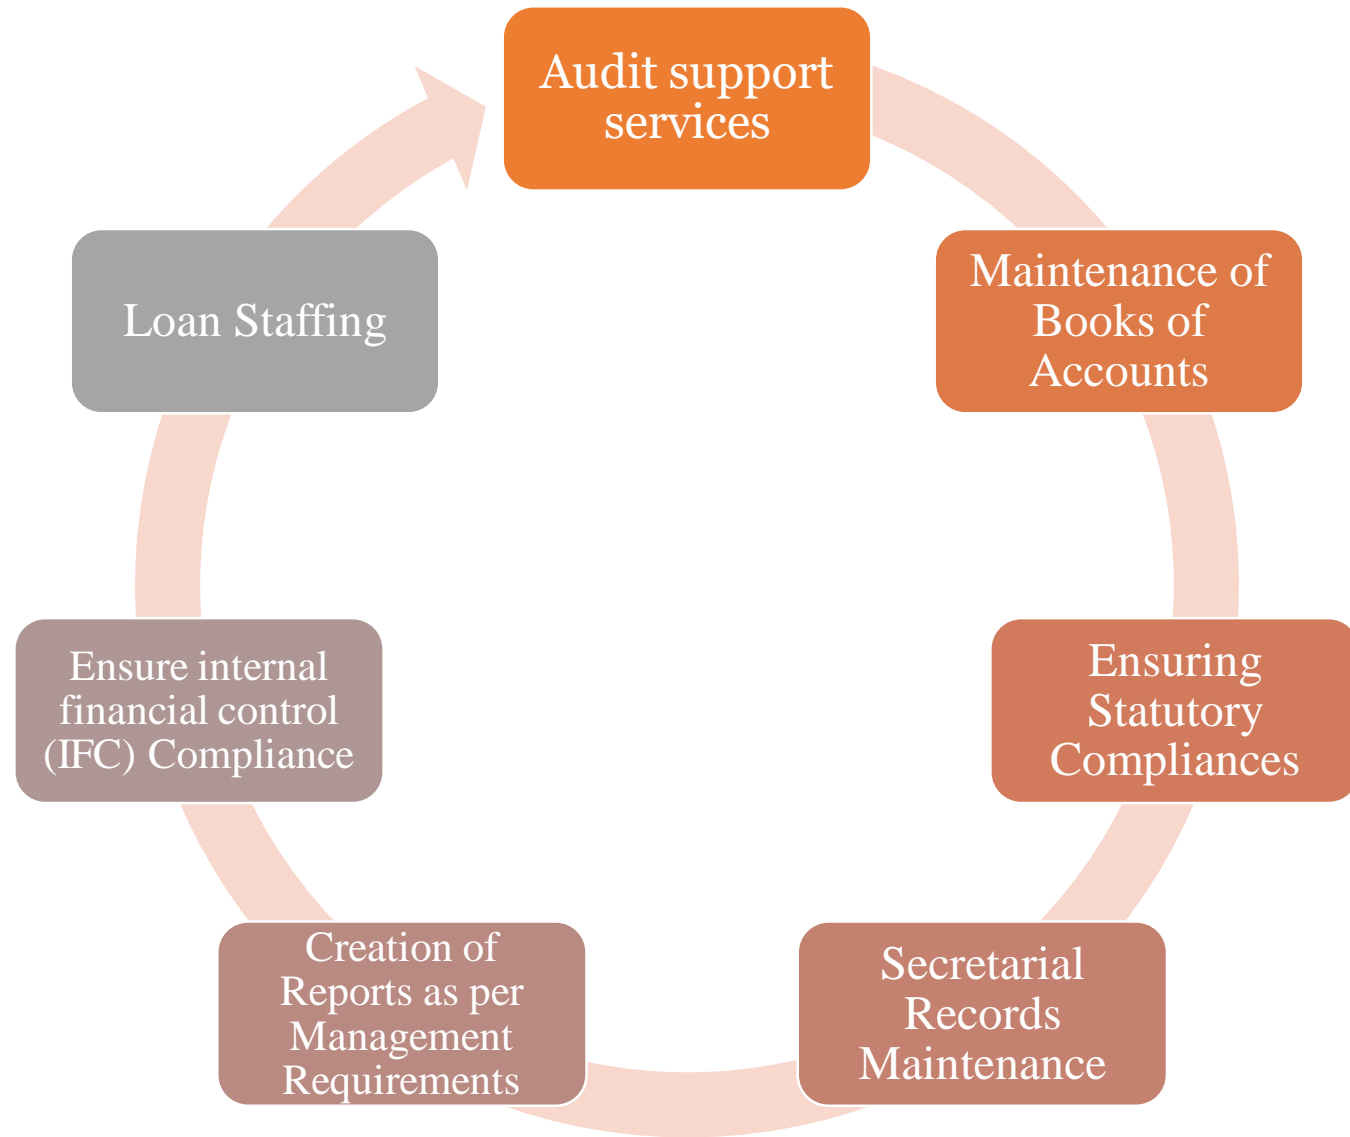 Audit support
services
Maintenance of
Books of
Accounts
Ensuring
Statutory
Compliances
Secretarial
Records
Maintenance
Creation of
Reports as per
Management
Requirements
Ensure internal
financial control
(IFC) Compliance
Loan Staffing